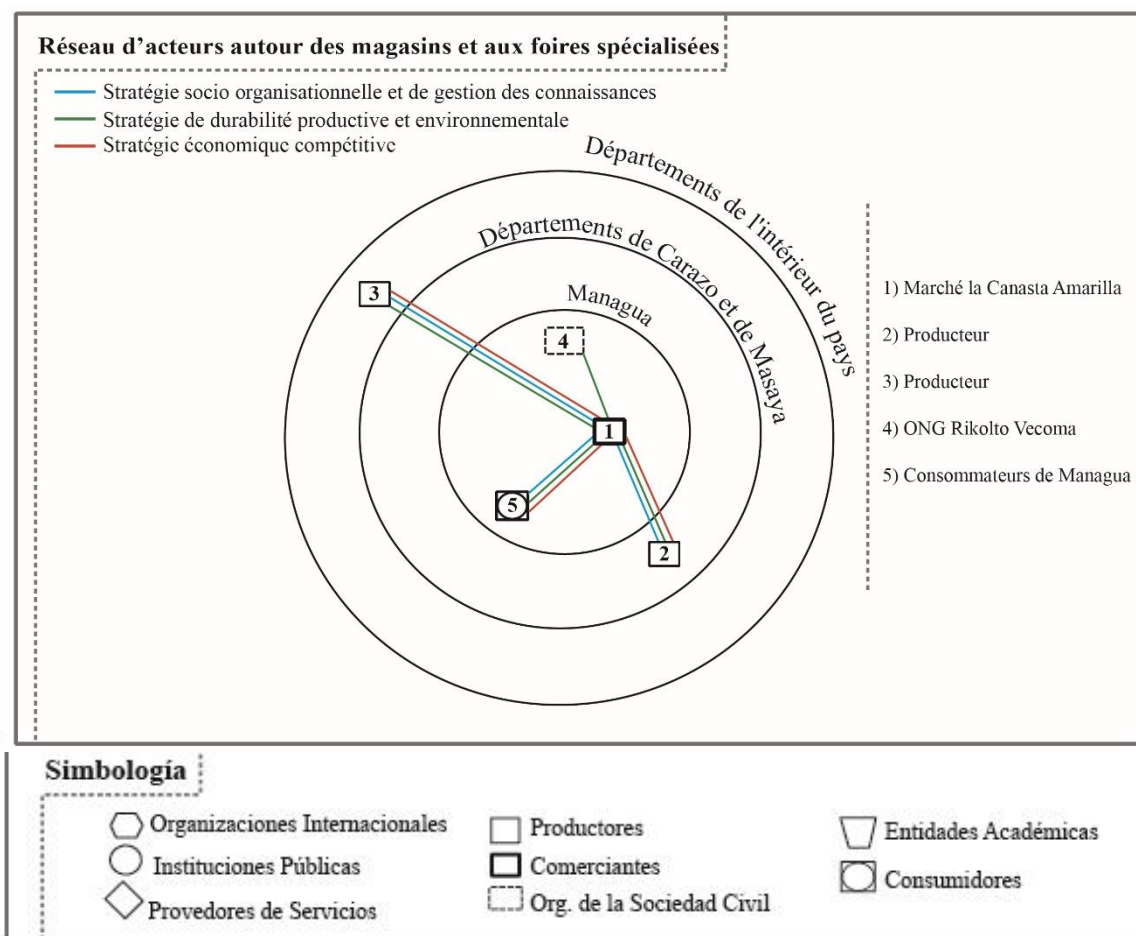 Réseau d’acteurs autour des magasins et aux foires spécialisées
Stratégie socio organisationnelle et de gestion des connaissances
Stratégie de durabilité productive et environnementale
Stratégie économique compétitive
Départements de l'intérieur du pays
Départements de Carazo et de Masaya
Managua
3
4
1
5
2
1) Marché la Canasta Amarilla
2) Producteur
3) Producteur
4) ONG Rikolto Vecoma
5) Consommateurs de Managua
Simbología
Organizaciones Internacionales
Instituciones Públicas
Provedores de Servicios
Productores
Comerciantes
Org. de la Sociedad Civil
Entidades Académicas
Consumidores